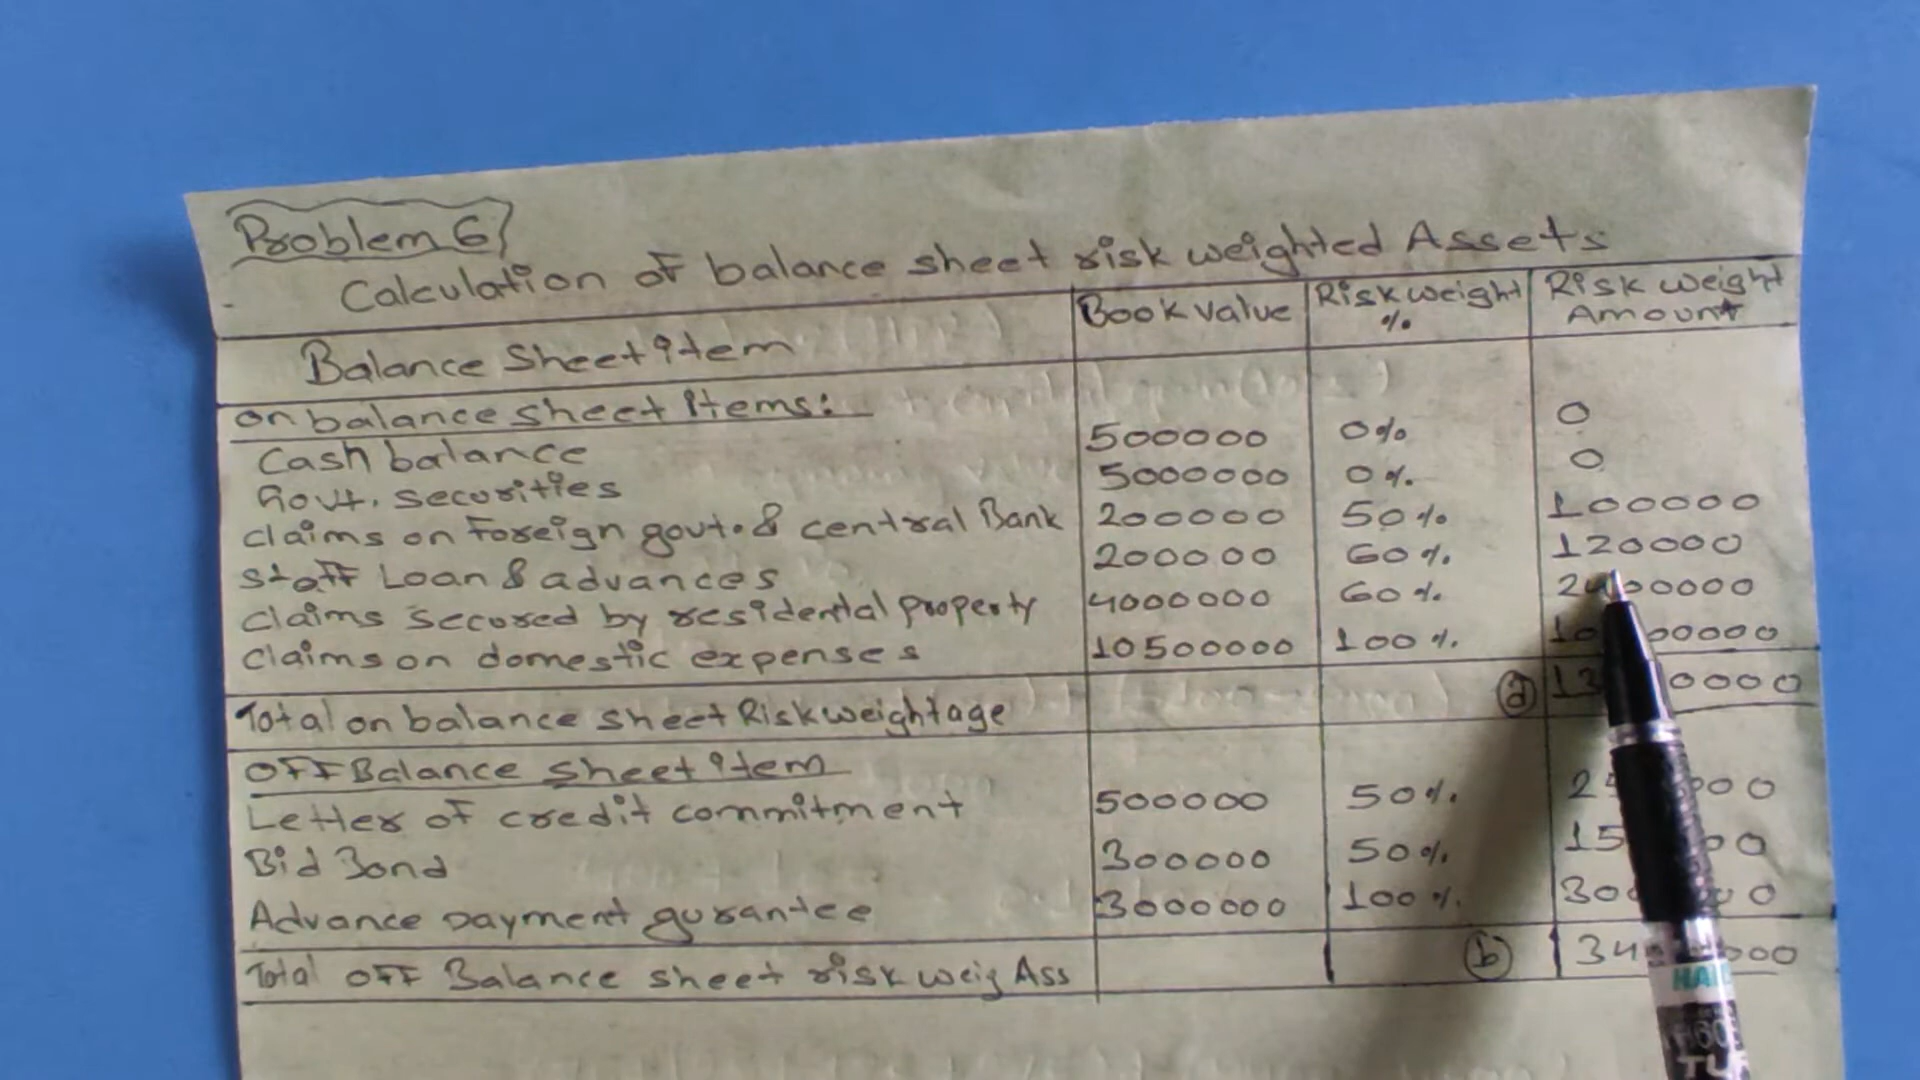 Problem 6
Calculation of balance sheet risk weighted Assets
Balance Sheet item Book value Risk weight % Risk weight Amount
on balance sheet Items:
Cash balance 500000 0% 0
Govt. securities 5000000 0% 0
claims on Foreign govt. & central Bank 200000 50% 100000
Staff Loan & advances 200000 60% 120000
claims secured by residental property 4000000 60%
claims on domestic expenses 10500000 100%
Total on balance sheet Risk weightage (a)
OFF Balance sheet item
Letter of credit commitment 500000 50%
Bid Bond 300000 50%
Advance payment gurantee 3000000 100%
Total OFF Balance sheet risk weig Ass (b)